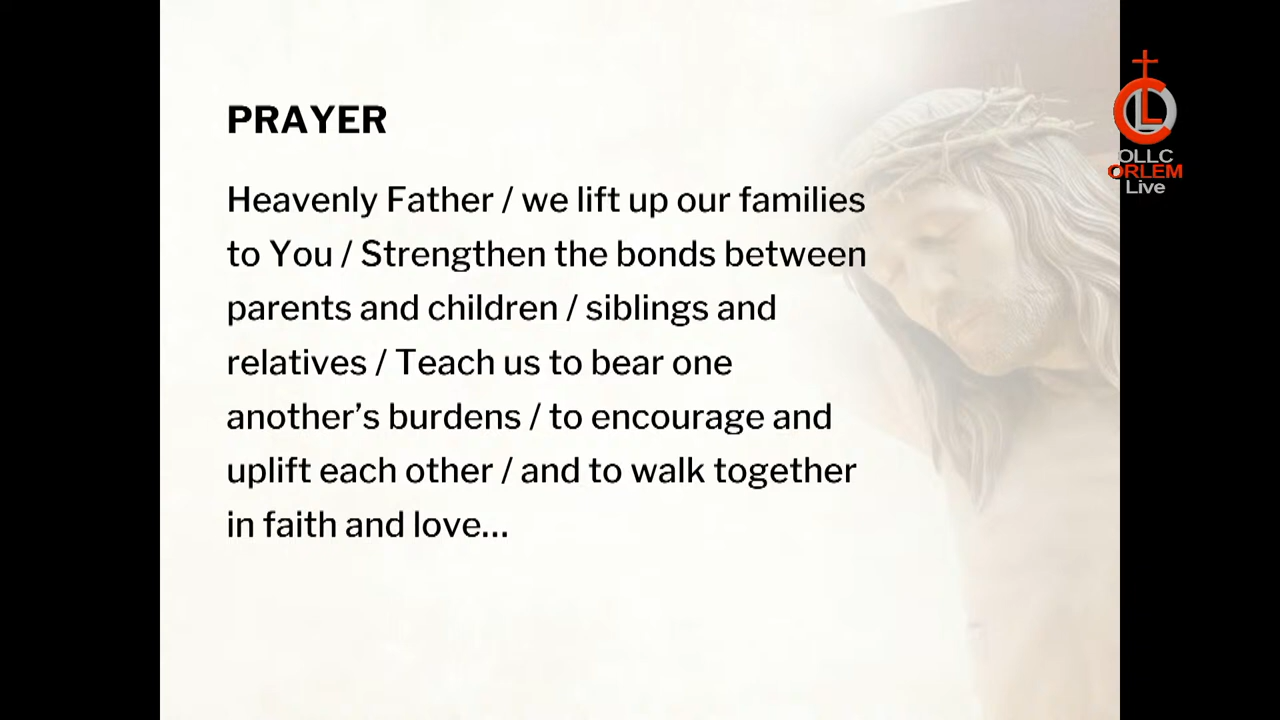 PRAYER
Heavenly Father / we lift up our families
to You / Strengthen the bonds between
parents and children / siblings and
relatives / Teach us to bear one
another’s burdens / to encourage and
uplift each other / and to walk together
in faith and love...
OLLC
ORLEM
Live